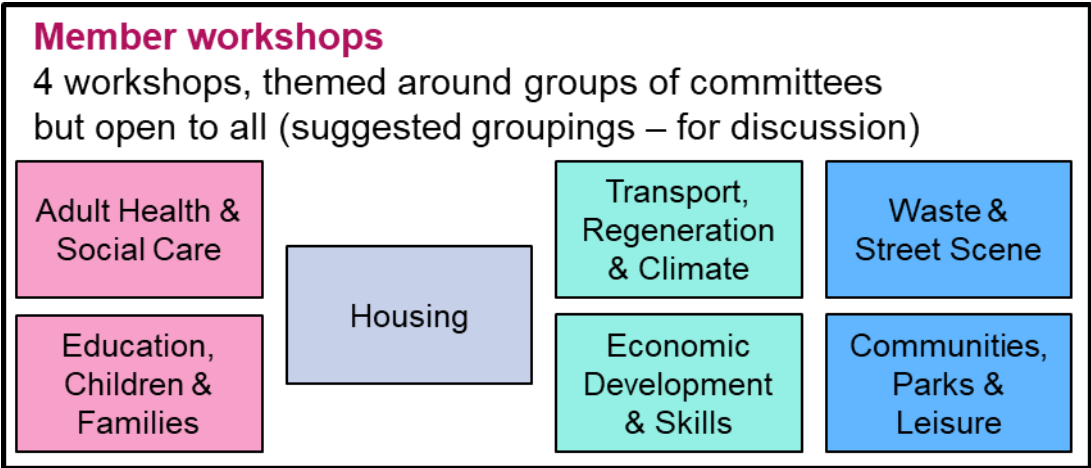 Member workshops
4 workshops, themed around groups of committees
but open to all (suggested groupings – for discussion)
Adult Health &
Social Care
Education,
Children &
Families
Housing
Transport,
Regeneration
& Climate
Economic
Development
& Skills
Waste &
Street Scene
Communities,
Parks &
Leisure